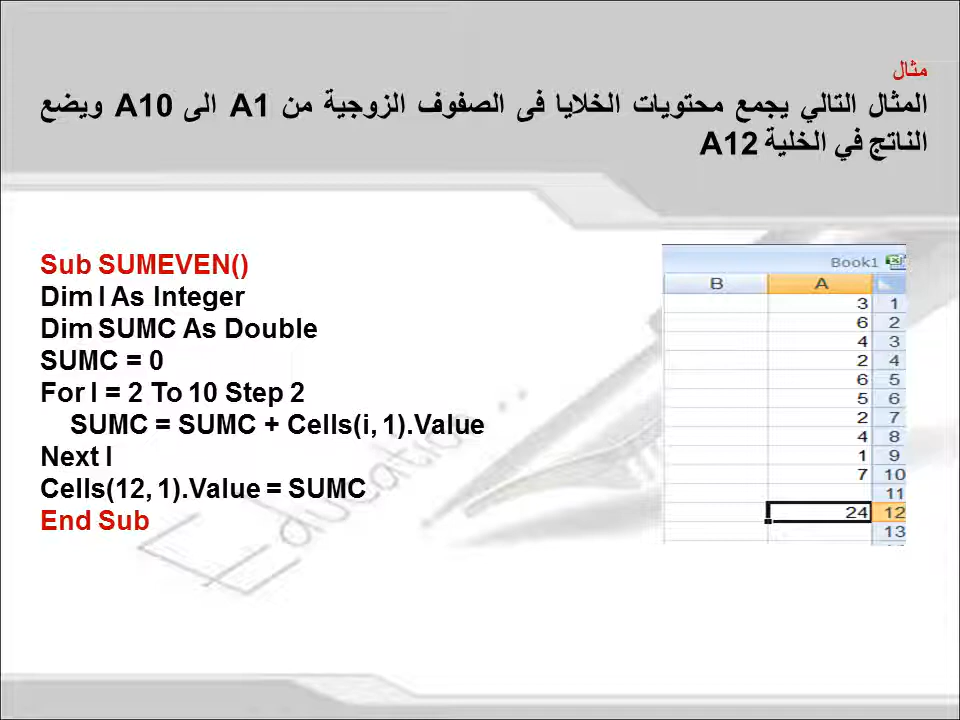 مثال
المثال التالي يجمع محتويات الخلايا فى الصفوف الزوجية من A1 الى A10 ويضع
الناتج في الخلية A12
Sub SUMEVEN()
Dim I As Integer
Dim SUMC As Double
SUMC = 0
For I = 2 To 10 Step 2
SUMC = SUMC + Cells(i, 1).Value
Next I
Cells(12, 1).Value = SUMC
End Sub
Book1
B A
3 1
6 2
4 3
2 4
6 5
5 6
2 7
4 8
1 9
7 10
11
24 12
13
Education